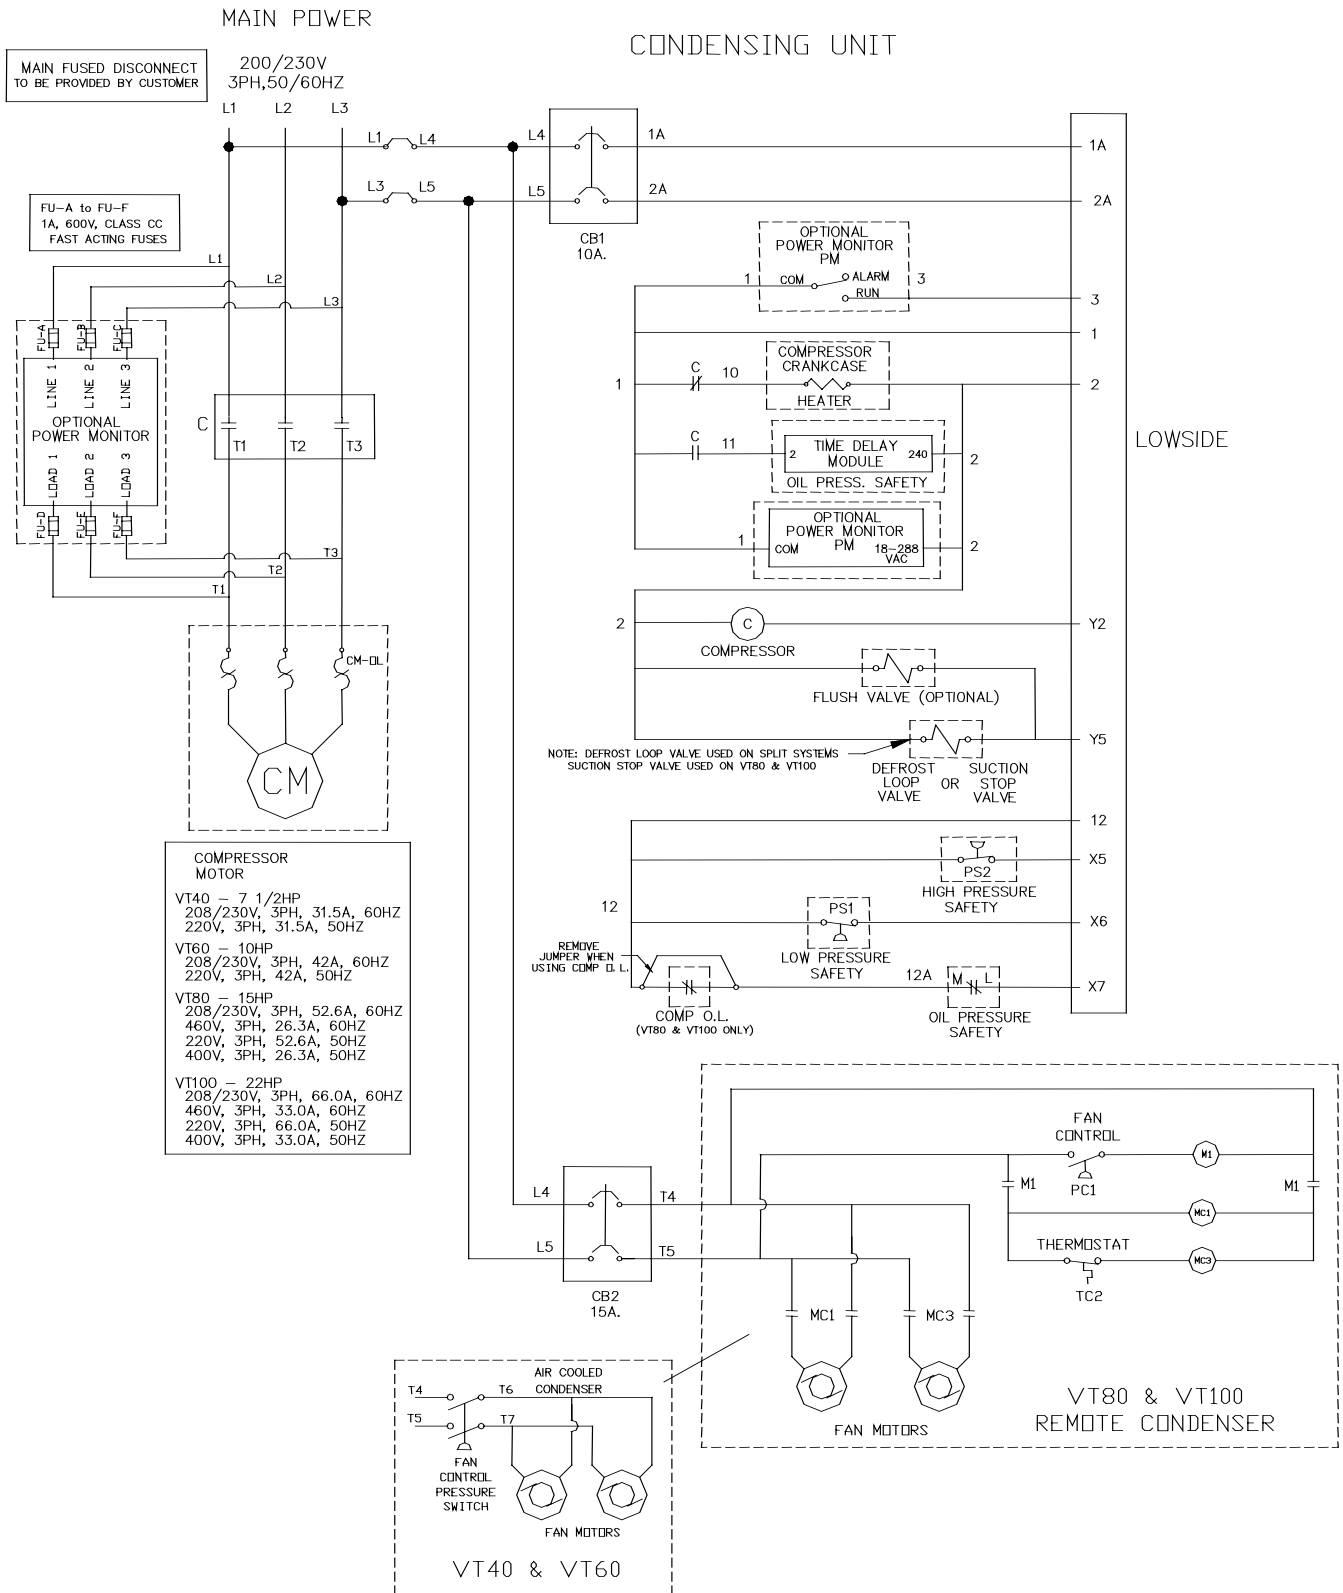 MAIN POWER
CONDENSING UNIT
MAIN FUSED DISCONNECT
TO BE PROVIDED BY CUSTOMER
200/230V
3PH,50/60HZ
L1 L2 L3
L1 L4
L4
1A
1A
L3 L5
L5
2A
2A
CB1
10A.
FU-A to FU-F
1A, 600V, CLASS CC
FAST ACTING FUSES
L1
L2
L3
FU-A
FU-B
FU-C
LINE 1
LINE 2
LINE 3
OPTIONAL
POWER MONITOR
LOAD 1
LOAD 2
LOAD 3
FU-D
FU-E
FU-F
C
T1 T2 T3
T3
T2
T1
CM-OL
CM
OPTIONAL
POWER MONITOR
PM
1 COM ALARM 3
RUN
3
1
COMPRESSOR
CRANKCASE
HEATER
1
C 10
2
C 11
2 TIME DELAY 240
MODULE
OIL PRESS. SAFETY
2
LOWSIDE
OPTIONAL
POWER MONITOR
1 COM PM 18-288
VAC
2
2
C
Y2
COMPRESSOR
FLUSH VALVE (OPTIONAL)
Y5
NOTE: DEFROST LOOP VALVE USED ON SPLIT SYSTEMS
SUCTION STOP VALVE USED ON VT80 & VT100
DEFROST
LOOP
VALVE
OR
SUCTION
STOP
VALVE
12
X5
PS2
HIGH PRESSURE
SAFETY
12
PS1
X6
LOW PRESSURE
SAFETY
REMOVE
JUMPER WHEN
USING COMP O.L.
12A
M L
X7
COMP O.L.
(VT80 & VT100 ONLY)
OIL PRESSURE
SAFETY
COMPRESSOR
MOTOR
VT40 - 7 1/2HP
208/230V, 3PH, 31.5A, 60HZ
220V, 3PH, 31.5A, 50HZ
VT60 - 10HP
208/230V, 3PH, 42A, 60HZ
220V, 3PH, 42A, 50HZ
VT80 - 15HP
208/230V, 3PH, 52.6A, 60HZ
460V, 3PH, 26.3A, 60HZ
220V, 3PH, 52.6A, 50HZ
400V, 3PH, 26.3A, 50HZ
VT100 - 22HP
208/230V, 3PH, 66.0A, 60HZ
460V, 3PH, 33.0A, 60HZ
220V, 3PH, 66.0A, 50HZ
400V, 3PH, 33.0A, 50HZ
FAN
CONTROL
PC1
M1
M1
M1
MC1
THERMOSTAT
TC2
MC3
L4
T4
L5
T5
CB2
15A.
MC1
MC3
FAN MOTORS
VT80 & VT100
REMOTE CONDENSER
AIR COOLED
CONDENSER
T4
T6
T5
T7
FAN
CONTROL
PRESSURE
SWITCH
FAN MOTORS
VT40 & VT60